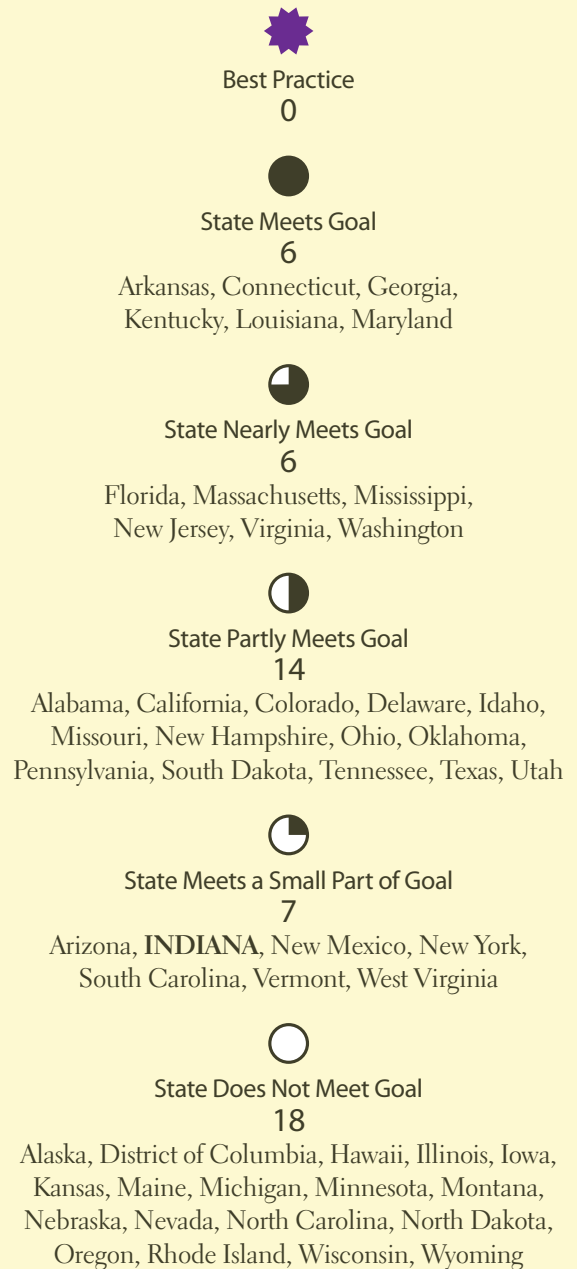 Best Practice
0
State Meets Goal
6
Arkansas, Connecticut, Georgia,
Kentucky, Louisiana, Maryland
State Nearly Meets Goal
6
Florida, Massachusetts, Mississippi,
New Jersey, Virginia, Washington
State Partly Meets Goal
14
Alabama, California, Colorado, Delaware, Idaho,
Missouri, New Hampshire, Ohio, Oklahoma,
Pennsylvania, South Dakota, Tennessee, Texas, Utah
State Meets a Small Part of Goal
7
Arizona, INDIANA, New Mexico, New York,
South Carolina, Vermont, West Virginia
State Does Not Meet Goal
18
Alaska, District of Columbia, Hawaii, Illinois, Iowa,
Kansas, Maine, Michigan, Minnesota, Montana,
Nebraska, Nevada, North Carolina, North Dakota,
Oregon, Rhode Island, Wisconsin, Wyoming